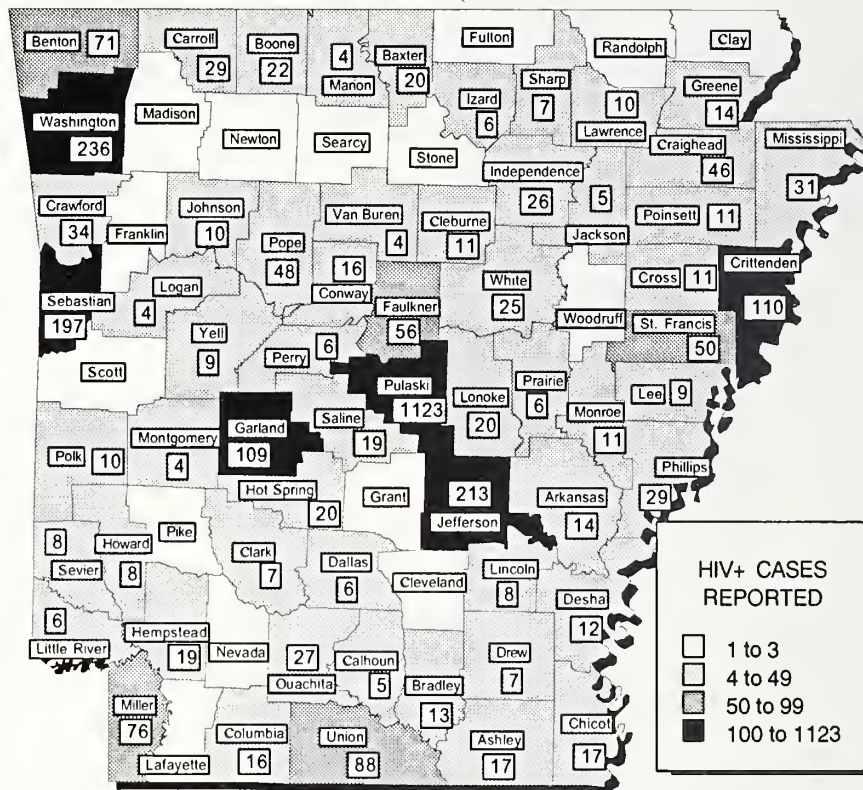 Benton 71
Carroll 29
Boone 22
4 Marion
Baxter 20
Fulton
Randolph
Clay
Izard 6
Sharp 7
10 Lawrence
Greene 14
Washington 236
Madison
Newton
Searcy
Stone
Independence 26
Craighead 46
Mississippi 31
Crawford 34
Franklin
Johnson 10
Van Buren 4
Cleburne 11
5 Jackson
Poinsett 11
Pope 48
16 Conway
White 25
Woodruff
Cross 11
Crittenden 110
Sebastian 197
Logan 4
Faulkner 56
St. Francis 50
Yell 9
Perry 6
Scott
Pulaski 1123
Lonoke 20
Prairie 6
Lee 9
Monroe 11
Polk 10
Montgomery 4
Garland 109
Saline 19
Phillips 29
Hot Spring 20
Grant
213 Jefferson
Arkansas 14
8 Sevier
Howard 8
Pike
Clark 7
Dallas 6
Cleveland
Lincoln 8
Desha 12
6 Little River
Hempstead 19
Nevada
27 Ouachita
Calhoun 5
Bradley 13
Drew 7
Miller 76
Lafayette
Columbia 16
Union 88
Ashley 17
Chicot 17
HIV+ CASES
REPORTED
1 to 3
4 to 49
50 to 99
100 to 1123